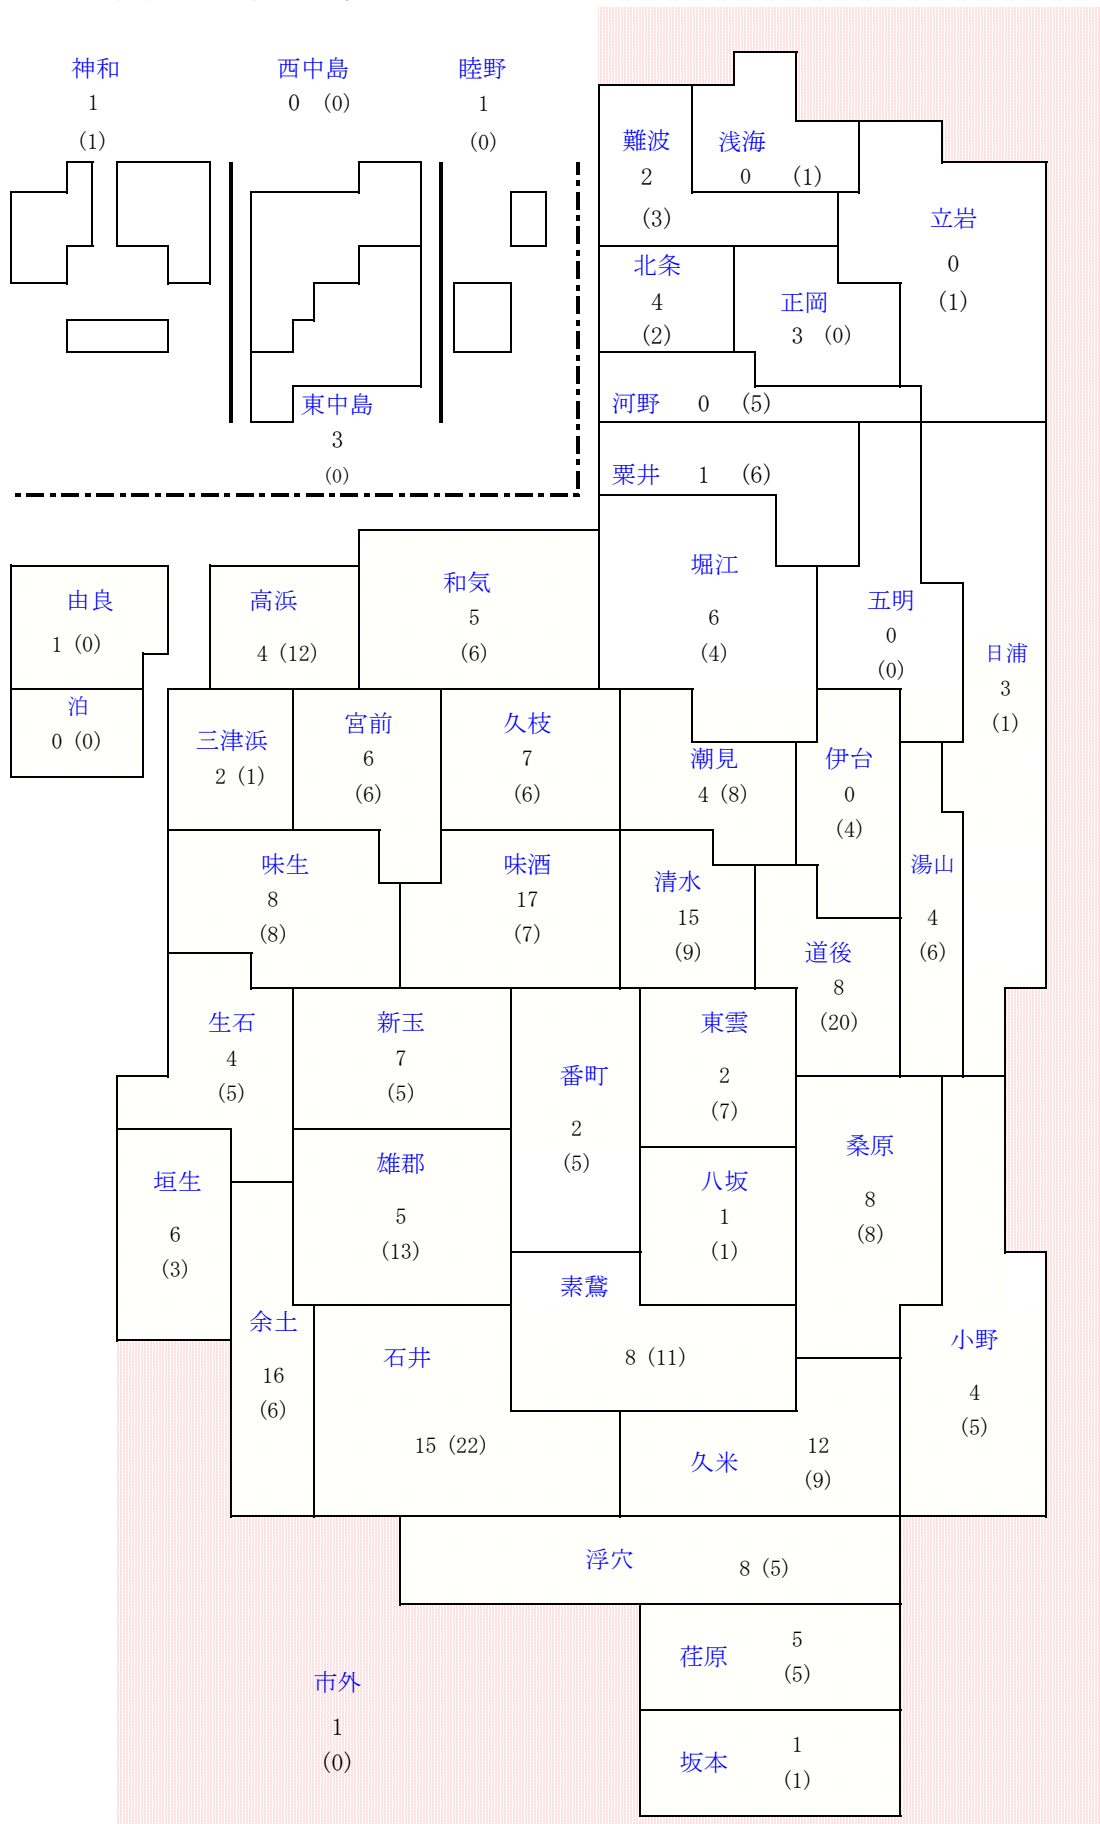 神和
1
(1)
西中島
0 (0)
睦野
1
(0)
難波
2
(3)
浅海
0 (1)
立岩
0
(1)
北条
4
(2)
正岡
3 (0)
河野 0 (5)
東中島
3
(0)
粟井 1 (6)
堀江
6
(4)
和気
5
(6)
高浜
4 (12)
由良
1 (0)
五明
0
(0)
日浦
3
(1)
泊
0 (0)
三津浜
2 (1)
宮前
6
(6)
久枝
7
(6)
潮見
4 (8)
伊台
0
(4)
湯山
4
(6)
味生
8
(8)
味酒
17
(7)
清水
15
(9)
道後
8
(20)
生石
4
(5)
新玉
7
(5)
番町
2
(5)
東雲
2
(7)
桑原
8
(8)
垣生
6
(3)
雄郡
5
(13)
八坂
1
(1)
素鵞
8 (11)
余土
16
(6)
石井
15 (22)
小野
4
(5)
久米 12
(9)
浮穴 8 (5)
荏原 5
(5)
市外
1
(0)
坂本 1
(1)